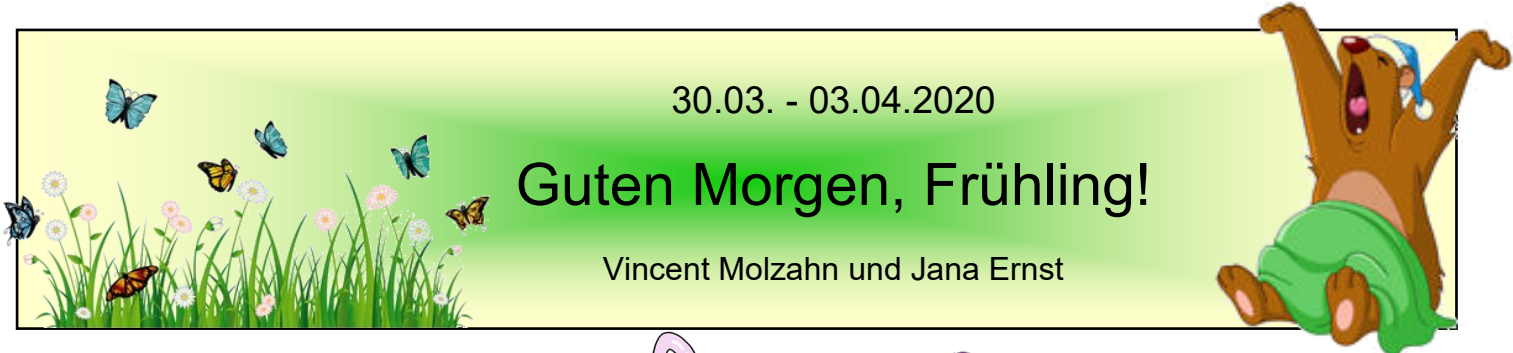 30.03. - 03.04.2020
Guten Morgen, Frühling!
Vincent Molzahn und Jana Ernst